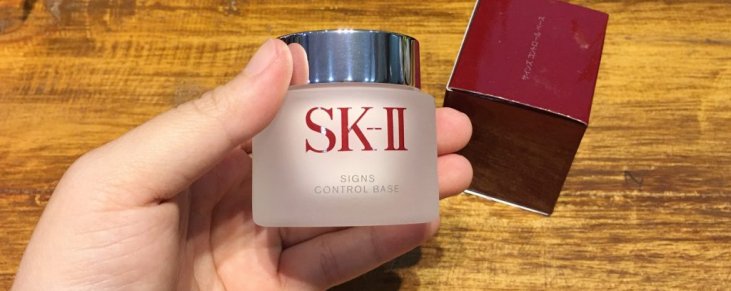 SK-II
SIGNS
CONTROL BASE